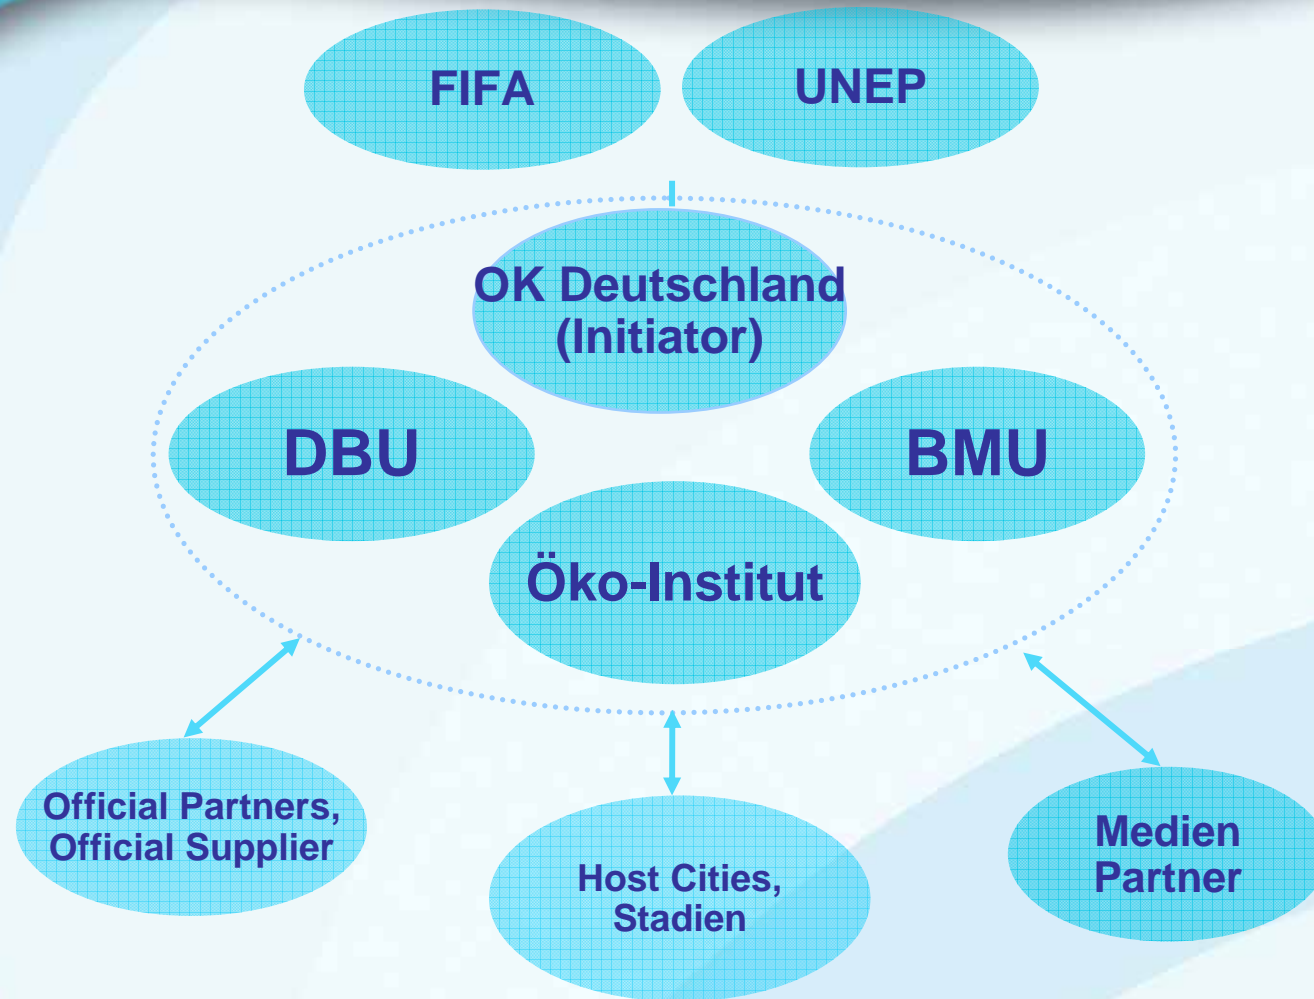 FIFA
UNEP
OK Deutschland
(Initiator)
DBU
BMU
Öko-Institut
Official Partners,
Official Supplier
Host Cities,
Stadien
Medien
Partner